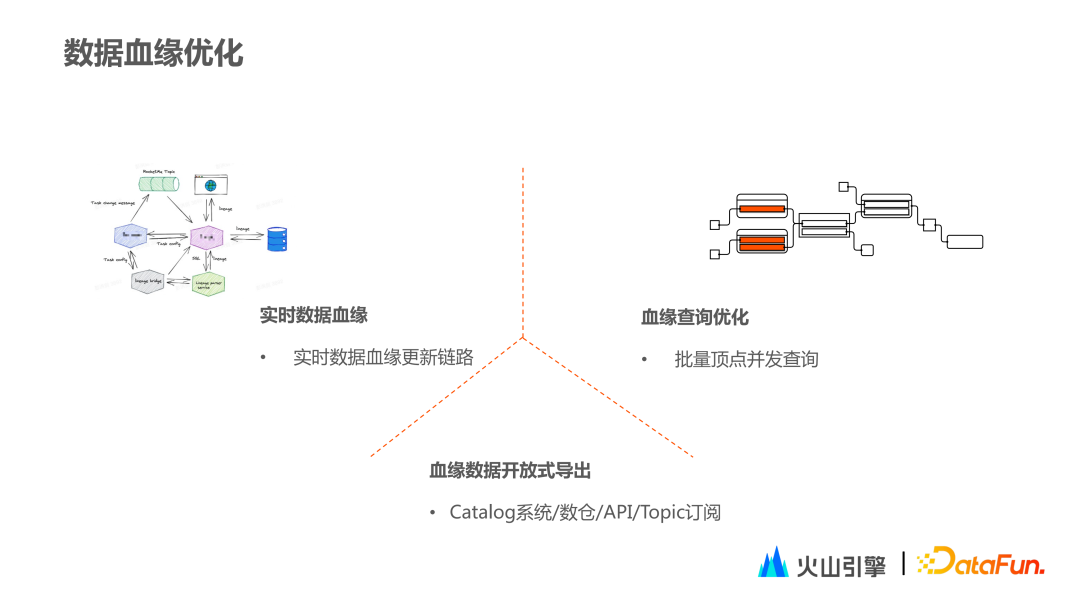 数据血缘优化
RocketMQ Topic
Task change message
lineage
lineage
Task config
Task config
SQL
lineage
lineage bridge
lineage parser
service
实时数据血缘
• 实时数据血缘更新链路
血缘查询优化
• 批量顶点并发查询
血缘数据开放式导出
• Catalog系统/数仓/API/Topic订阅
火山引擎
DataFun.